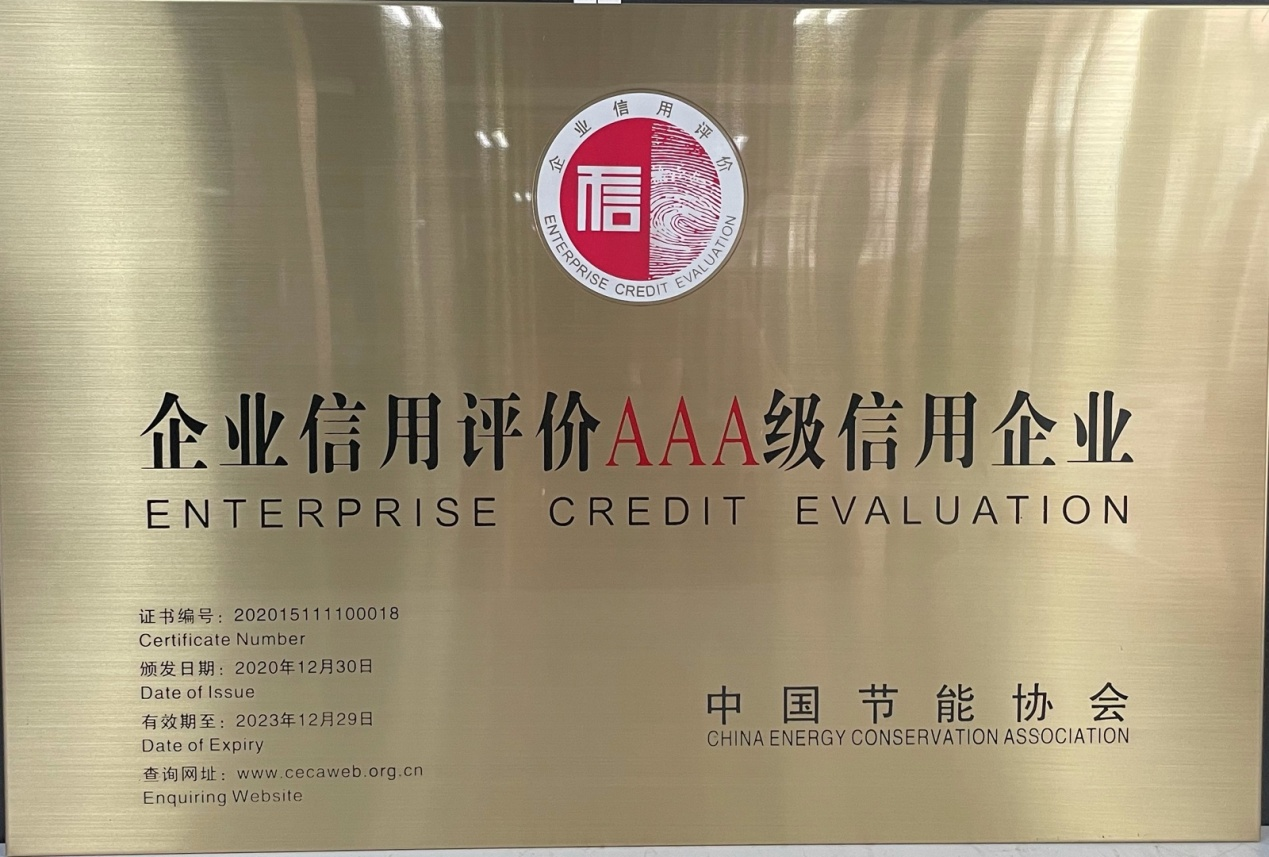 企业信用评价
信
ENTERPRISE CREDIT EVALUATION
企业信用评价AAA级信用企业
ENTERPRISE CREDIT EVALUATION
证书编号：202015111100018
Certificate Number
颁发日期：2020年12月30日
Date of Issue
有效期至：2023年12月29日
Date of Expiry
查询网址：www.cecaweb.org.cn
Enquiring Website
中国节能协会
CHINA ENERGY CONSERVATION ASSOCIATION